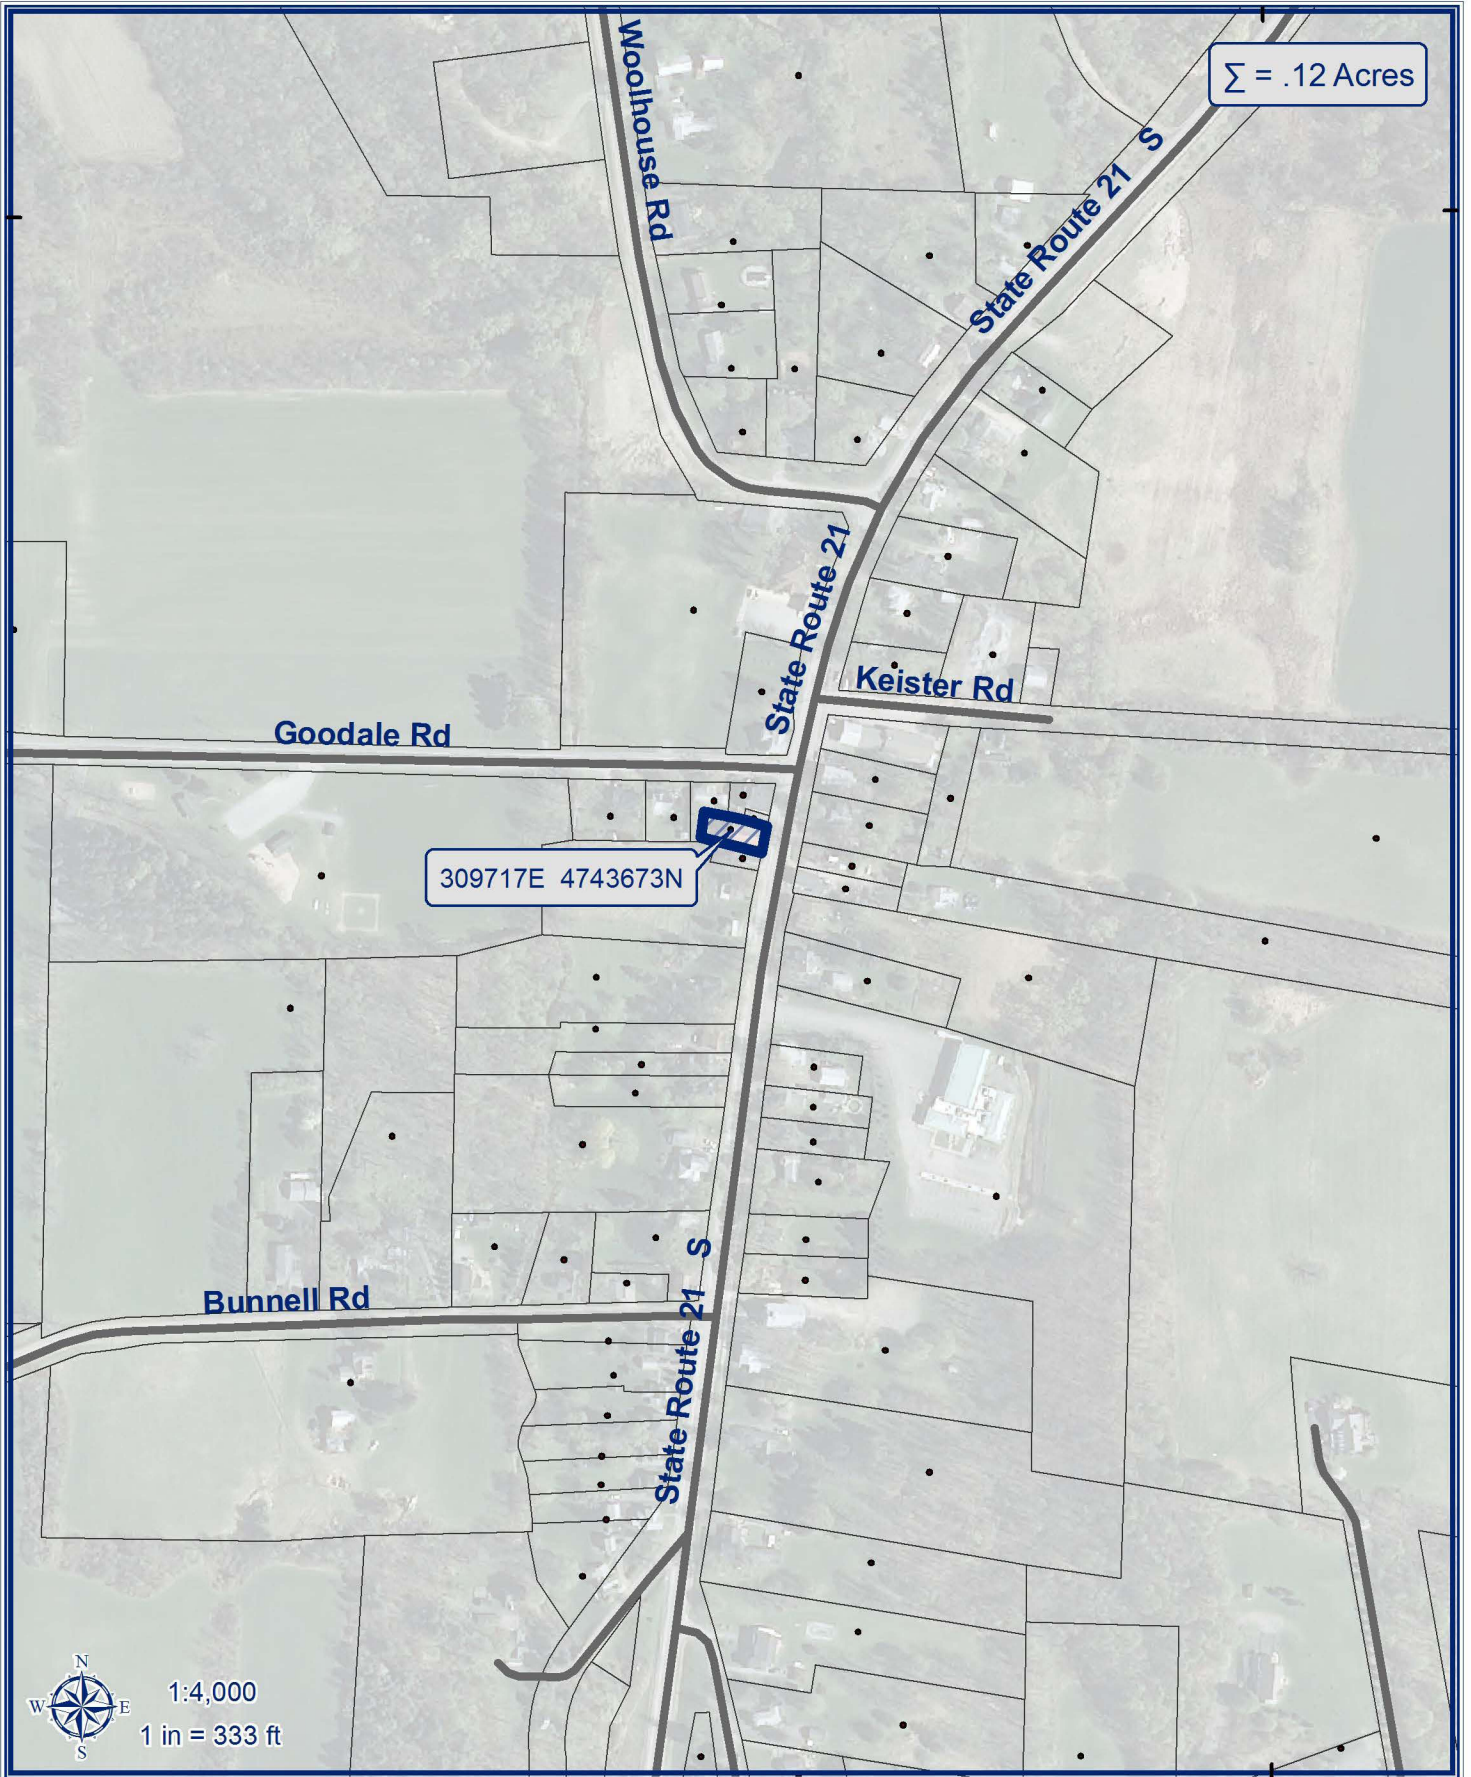 Woolhouse Rd
∑ = .12 Acres
State Route 21 S
State Route 21
Keister Rd
Goodale Rd
309717E 4743673N
State Route 21 S
Bunnell Rd
N
W E
S
1:4,000
1 in = 333 ft